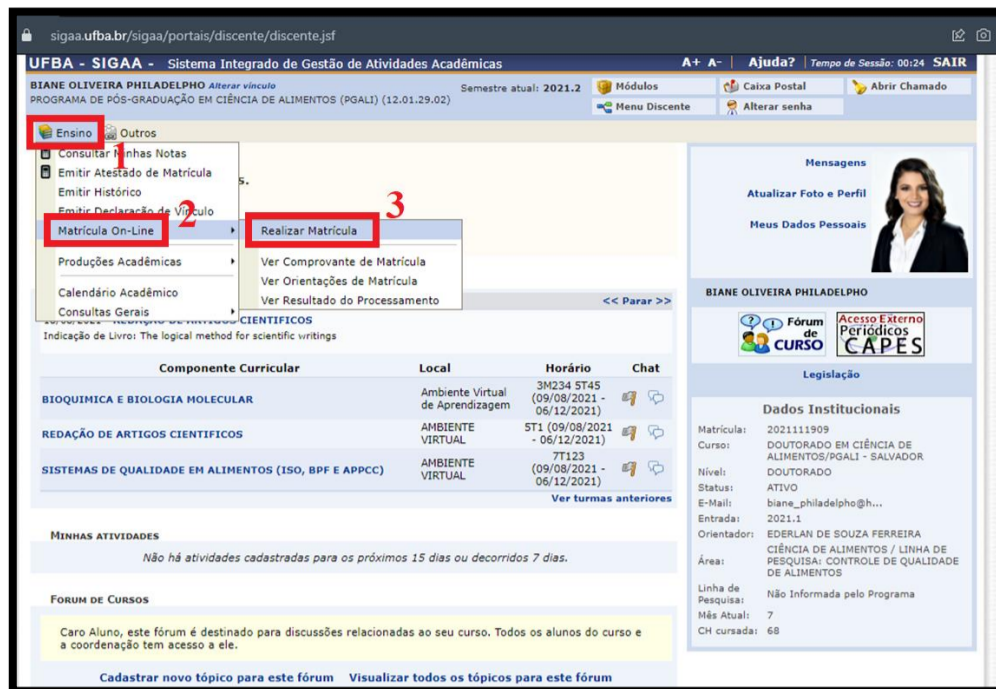 sigaa.ufba.br/sigaa/portais/discente/discente.jsf
UFBA - SIGAA - Sistema Integrado de Gestão de Atividades Acadêmicas
A+ A- | Ajuda? | Tempo de Sessão: 00:24 SAIR
BIANE OLIVEIRA PHILADELPHO Alterar vínculo
PROGRAMA DE PÓS-GRADUAÇÃO EM CIÊNCIA DE ALIMENTOS (PGALI) (12.01.29.02)
Semestre atual: 2021.2
Módulos
Caixa Postal
Abrir Chamado
Menu Discente
Alterar senha
Ensino
Outros
1
Consultar Minhas Notas
Emitir Atestado de Matrícula
s.
Emitir Histórico
Emitir Declaração de Vínculo
2
3
Matrícula On-Line
Realizar Matrícula
Produções Acadêmicas
Ver Comprovante de Matrícula
Ver Orientações de Matrícula
Calendário Acadêmico
Ver Resultado do Processamento
Consultas Gerais
<< Parar >>
REDAÇÃO DE ARTIGOS CIENTIFICOS
Indicação de Livro: The logical method for scientific writings
Componente Curricular Local Horário Chat
BIOQUIMICA E BIOLOGIA MOLECULAR
Ambiente Virtual
de Aprendizagem
3M234 5T45
(09/08/2021 -
06/12/2021)
REDAÇÃO DE ARTIGOS CIENTIFICOS
AMBIENTE
VIRTUAL
5T1 (09/08/2021
- 06/12/2021)
SISTEMAS DE QUALIDADE EM ALIMENTOS (ISO, BPF E APPCC)
AMBIENTE
VIRTUAL
7T123
(09/08/2021 -
06/12/2021)
Ver turmas anteriores
MINHAS ATIVIDADES
Não há atividades cadastradas para os próximos 15 dias ou decorridos 7 dias.
FORUM DE CURSOS
Caro Aluno, este fórum é destinado para discussões relacionadas ao seu curso. Todos os alunos do curso e
a coordenação tem acesso a ele.
Cadastrar novo tópico para este fórum Visualizar todos os tópicos para este fórum
Mensagens
Atualizar Foto e Perfil
Meus Dados Pessoais
BIANE OLIVEIRA PHILADELPHO
Fórum
de
CURSO
Acesso Externo
Periódicos
CAPES
Legislação
Dados Institucionais
Matrícula: 2021111909
Curso: DOUTORADO EM CIÊNCIA DE
ALIMENTOS/PGALI - SALVADOR
Nível: DOUTORADO
Status: ATIVO
E-Mail: biane_philadelpho@h...
Entrada: 2021.1
Orientador: EDERLAN DE SOUZA FERREIRA
Área: CIÊNCIA DE ALIMENTOS / LINHA DE
PESQUISA: CONTROLE DE QUALIDADE
DE ALIMENTOS
Linha de
Pesquisa: Não Informada pelo Programa
Mês Atual: 7
CH cursada: 68